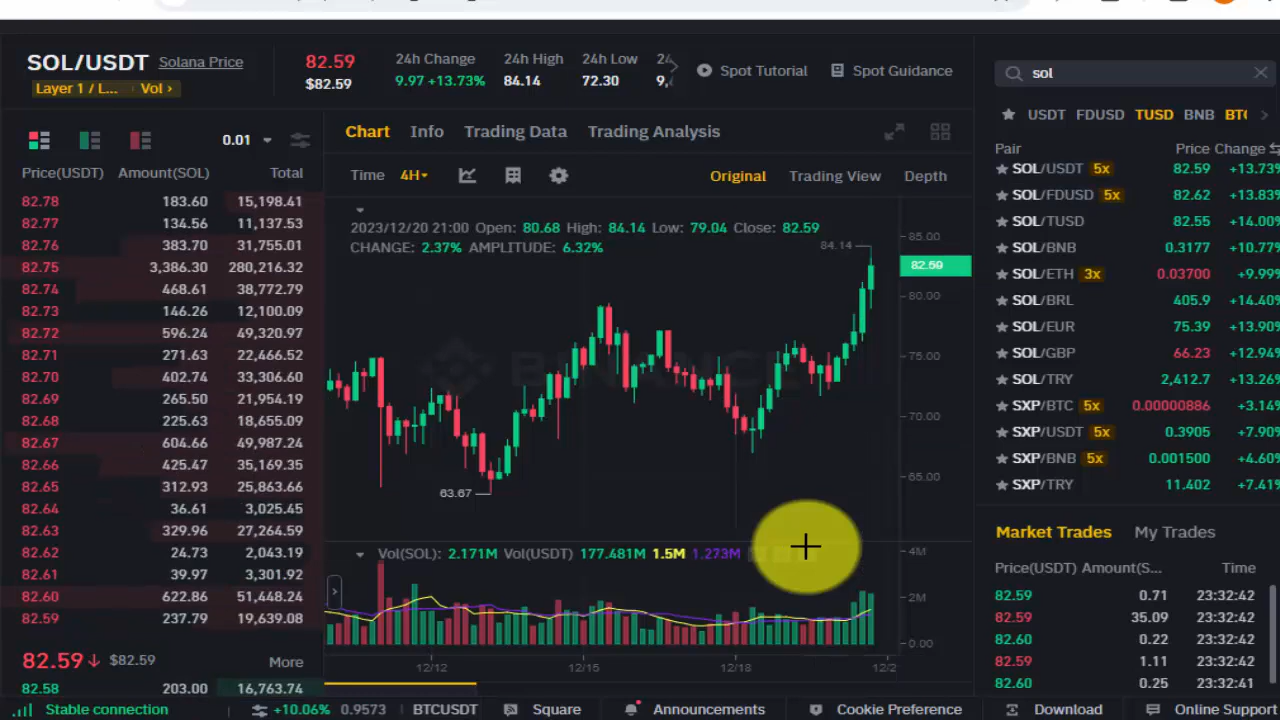 SOL/USDT Solana Price
Layer 1 / L... Vol ›
82.59
$82.59
24h Change
9.97 +13.73%
24h High
84.14
24h Low
72.30
24
9,
Spot Tutorial
Spot Guidance
0.01
Price(USDT) Amount(SOL) Total
82.78 183.60 15,198.41
82.77 134.56 11,137.53
82.76 383.70 31,755.01
82.75 3,386.30 280,216.32
82.74 468.61 38,772.79
82.73 146.26 12,100.09
82.72 596.24 49,320.97
82.71 271.63 22,466.52
82.70 402.74 33,306.60
82.69 265.50 21,954.19
82.68 225.63 18,655.09
82.67 604.66 49,987.24
82.66 425.47 35,169.35
82.65 312.93 25,863.66
82.64 36.61 3,025.45
82.63 329.96 27,264.59
82.62 24.73 2,043.19
82.61 39.97 3,301.92
82.60 622.86 51,448.24
82.59 237.79 19,639.08
82.59↓ $82.59 More
82.58 203.00 16,763.74
Chart Info Trading Data Trading Analysis
Time 4H
Original Trading View Depth
2023/12/20 21:00 Open: 80.68 High: 84.14 Low: 79.04 Close: 82.59
CHANGE: 2.37% AMPLITUDE: 6.32%
84.14
85.00
82.59
80.00
75.00
70.00
65.00
63.67
BINANCE
Vol(SOL): 2.171M Vol(USDT) 177.481M 1.5M 1.273M
4M
2M
0.00
12/12 12/15 12/18 12/2
sol
USDT FDUSD TUSD BNB BTC
Pair Price Change
SOL/USDT 5x 82.59 +13.73%
SOL/FDUSD 5x 82.62 +13.83%
SOL/TUSD 82.55 +14.00%
SOL/BNB 0.3177 +10.77%
SOL/ETH 3x 0.03700 +9.99%
SOL/BRL 405.9 +14.40%
SOL/EUR 75.39 +13.90%
SOL/GBP 66.23 +12.94%
SOL/TRY 2,412.7 +13.26%
SXP/BTC 5x 0.00000886 +3.14%
SXP/USDT 5x 0.3905 +7.90%
SXP/BNB 5x 0.001500 +4.60%
SXP/TRY 11.402 +7.41%
Market Trades My Trades
Price(USDT) Amount(S... Time
82.59 0.71 23:32:42
82.59 35.09 23:32:42
82.60 0.22 23:32:42
82.59 1.11 23:32:42
82.60 0.25 23:32:41
Stable connection +10.06% 0.9573 BTCUSDT Square Announcements Cookie Preference Download Online Support